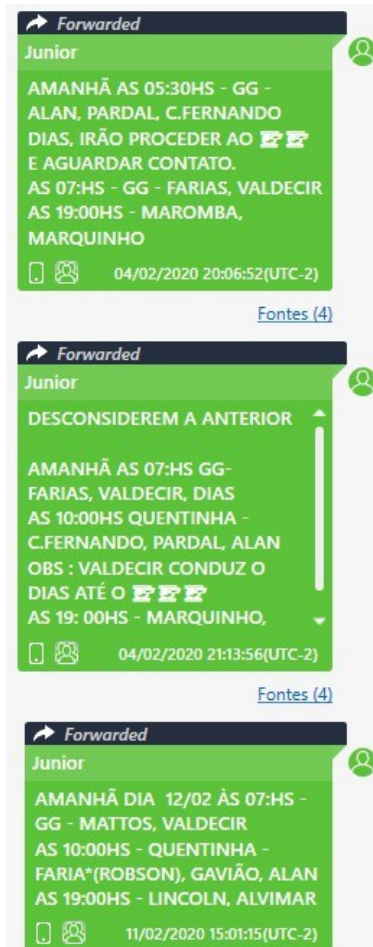 Forwarded
Junior
AMANHÃ AS 05:30HS - GG -
ALAN, PARDAL, C.FERNANDO
DIAS, IRÃO PROCEDER AO
E AGUARDAR CONTATO.
AS 07:HS - GG - FARIAS, VALDECIR
AS 19:00HS - MAROMBA,
MARQUINHO
04/02/2020 20:06:52(UTC-2)
Fontes (4)
Forwarded
Junior
DESCONSIDEREM A ANTERIOR
AMANHÃ AS 07:HS GG-
FARIAS, VALDECIR, DIAS
AS 10:00HS QUENTINHA -
C.FERNANDO, PARDAL, ALAN
OBS : VALDECIR CONDUZ O
DIAS ATÉ O
AS 19: 00HS - MARQUINHO,
04/02/2020 21:13:56(UTC-2)
Fontes (4)
Forwarded
Junior
AMANHÃ DIA 12/02 ÀS 07:HS -
GG - MATTOS, VALDECIR
AS 10:00HS - QUENTINHA -
FARIA*(ROBSON), GAVIÃO, ALAN
AS 19:00HS - LINCOLN, ALVIMAR
11/02/2020 15:01:15(UTC-2)